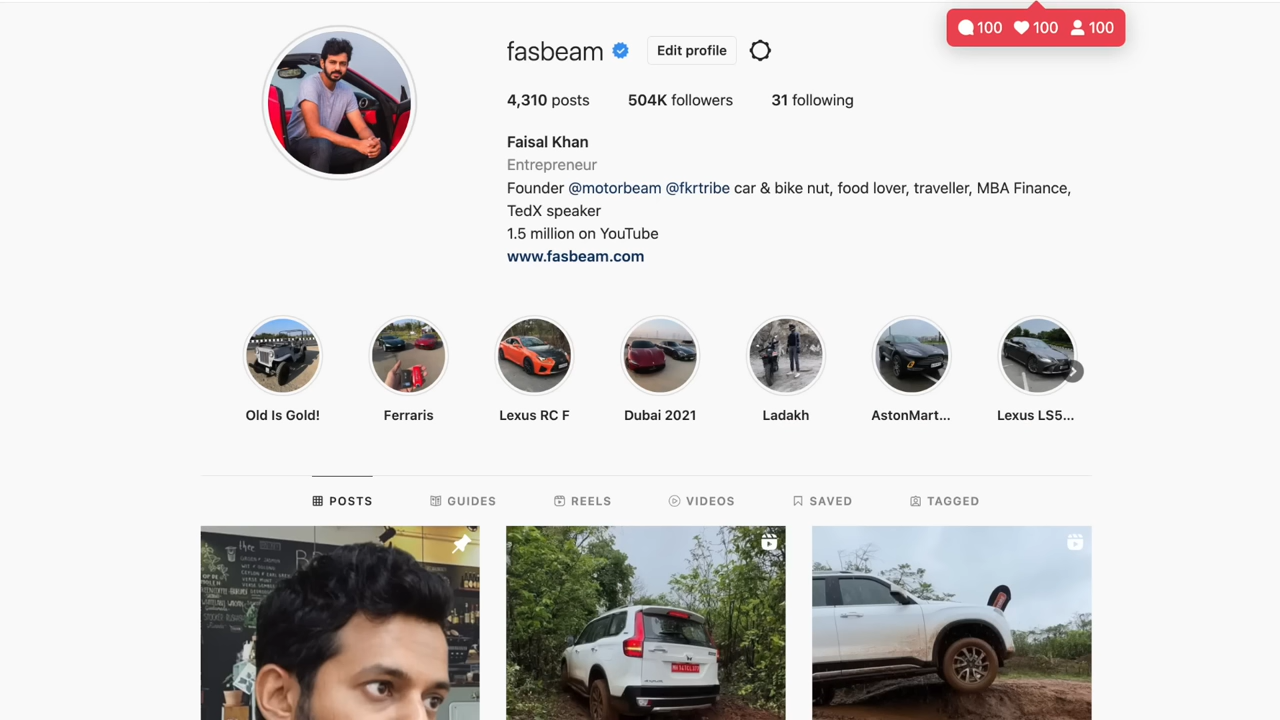 100 100 100
fasbeam Edit profile
4,310 posts 504K followers 31 following
Faisal Khan
Entrepreneur
Founder @motorbeam @fkrtribe car & bike nut, food lover, traveller, MBA Finance,
TedX speaker
1.5 million on YouTube
www.fasbeam.com
Old Is Gold! Ferraris Lexus RC F Dubai 2021 Ladakh AstonMart... Lexus LS5...
POSTS GUIDES REELS VIDEOS SAVED TAGGED